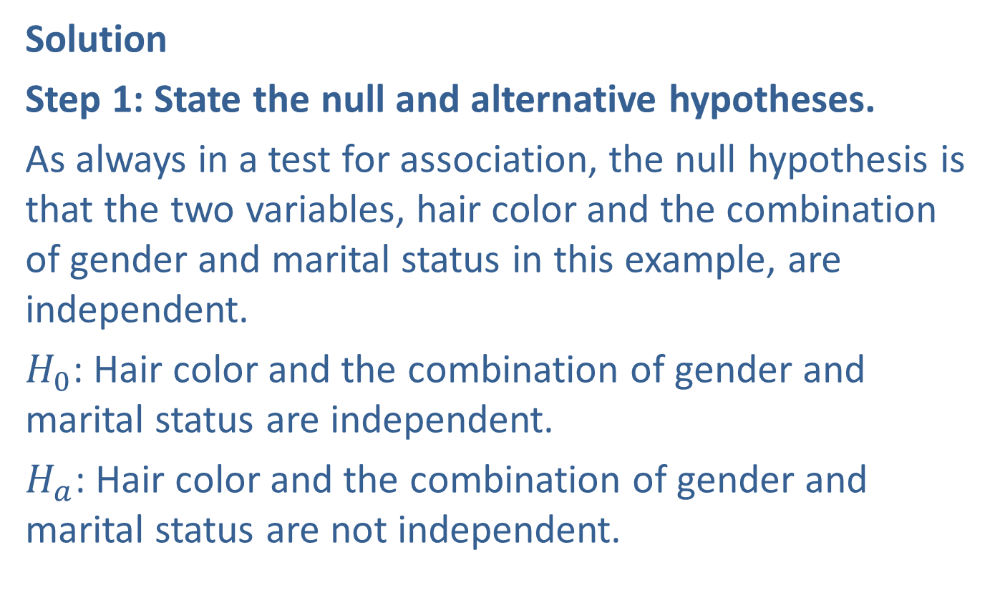 Solution
Step 1: State the null and alternative hypotheses.
As always in a test for association, the null hypothesis is
that the two variables, hair color and the combination
of gender and marital status in this example, are
independent.
H₀: Hair color and the combination of gender and
marital status are independent.
Hₐ: Hair color and the combination of gender and
marital status are not independent.